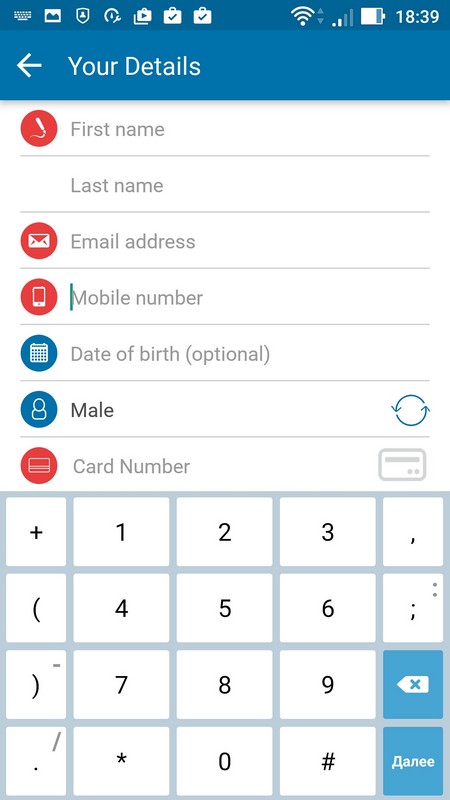 18:39
Your Details
First name
Last name
Email address
Mobile number
Date of birth (optional)
Male
Card Number
+ 1 2 3 ,
( 4 5 6 ; :
) - 7 8 9
. / * 0 # Далее